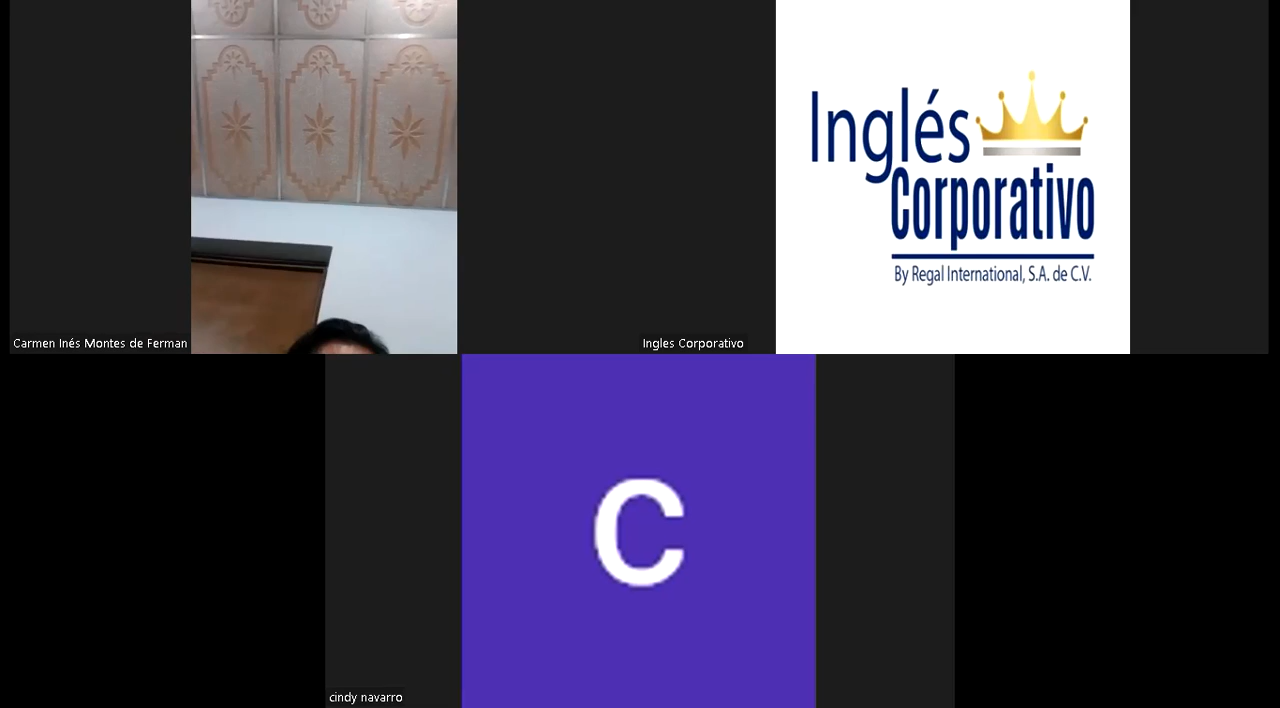 Inglés
Corporativo
By Regal International, S.A. de C.V.
Carmen Inés Montes de Ferman
Ingles Corporativo
C
cindy navarro